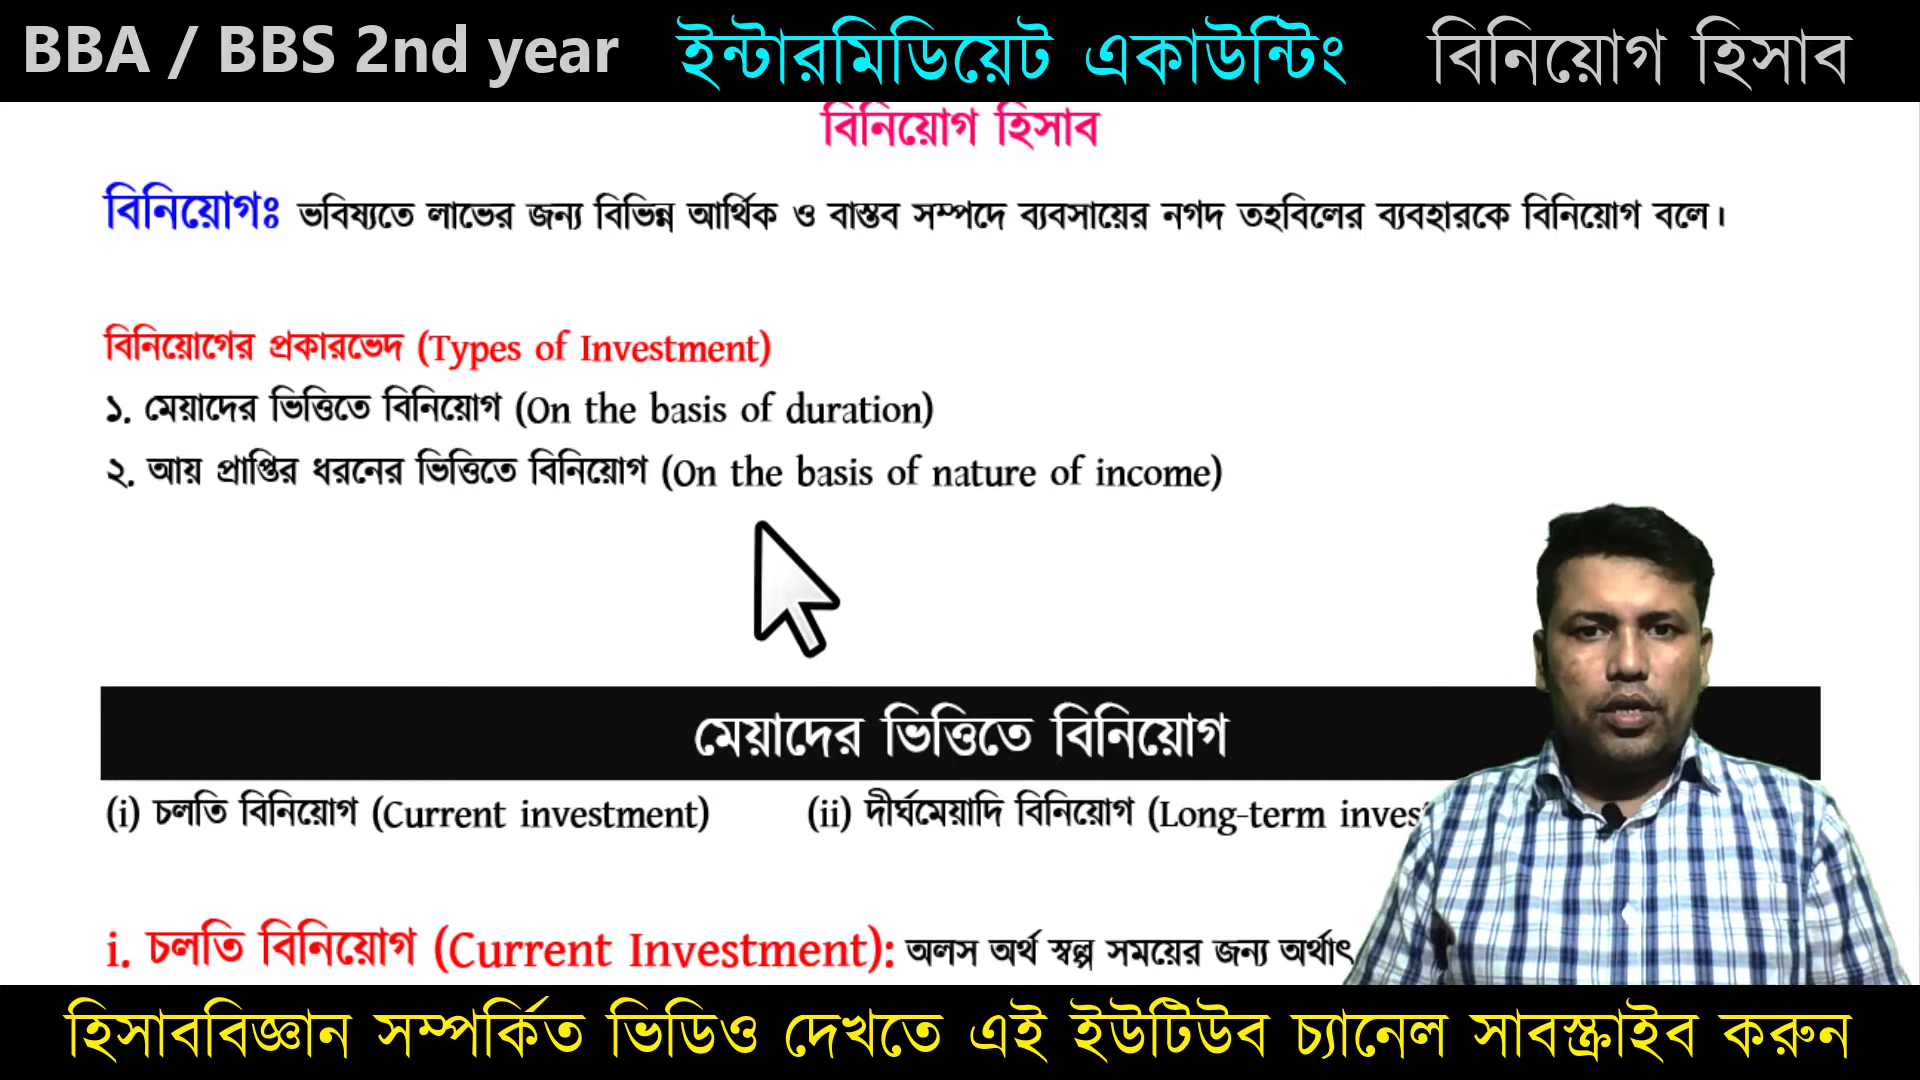 BBA / BBS 2nd year ইন্টারমিডিয়েট একাউন্টিং বিনিয়োগ হিসাব
বিনিয়োগ হিসাব
বিনিয়োগঃ ভবিষ্যতে লাভের জন্য বিভিন্ন আর্থিক ও বাস্তব সম্পদে ব্যবসায়ের নগদ তহবিলের ব্যবহারকে বিনিয়োগ বলে।
বিনিয়োগের প্রকারভেদ (Types of Investment)
১. মেয়াদের ভিত্তিতে বিনিয়োগ (On the basis of duration)
২. আয় প্রাপ্তির ধরনের ভিত্তিতে বিনিয়োগ (On the basis of nature of income)
মেয়াদের ভিত্তিতে বিনিয়োগ
(i) চলতি বিনিয়োগ (Current investment) (ii) দীর্ঘমেয়াদি বিনিয়োগ (Long-term
i. চলতি বিনিয়োগ (Current Investment): অলস অর্থ স্বল্প সময়ের জন্য অর্থাৎ
হিসাববিজ্ঞান সম্পর্কিত ভিডিও দেখতে এই ইউটিউব চ্যানেল সাবস্ক্রাইব করুন